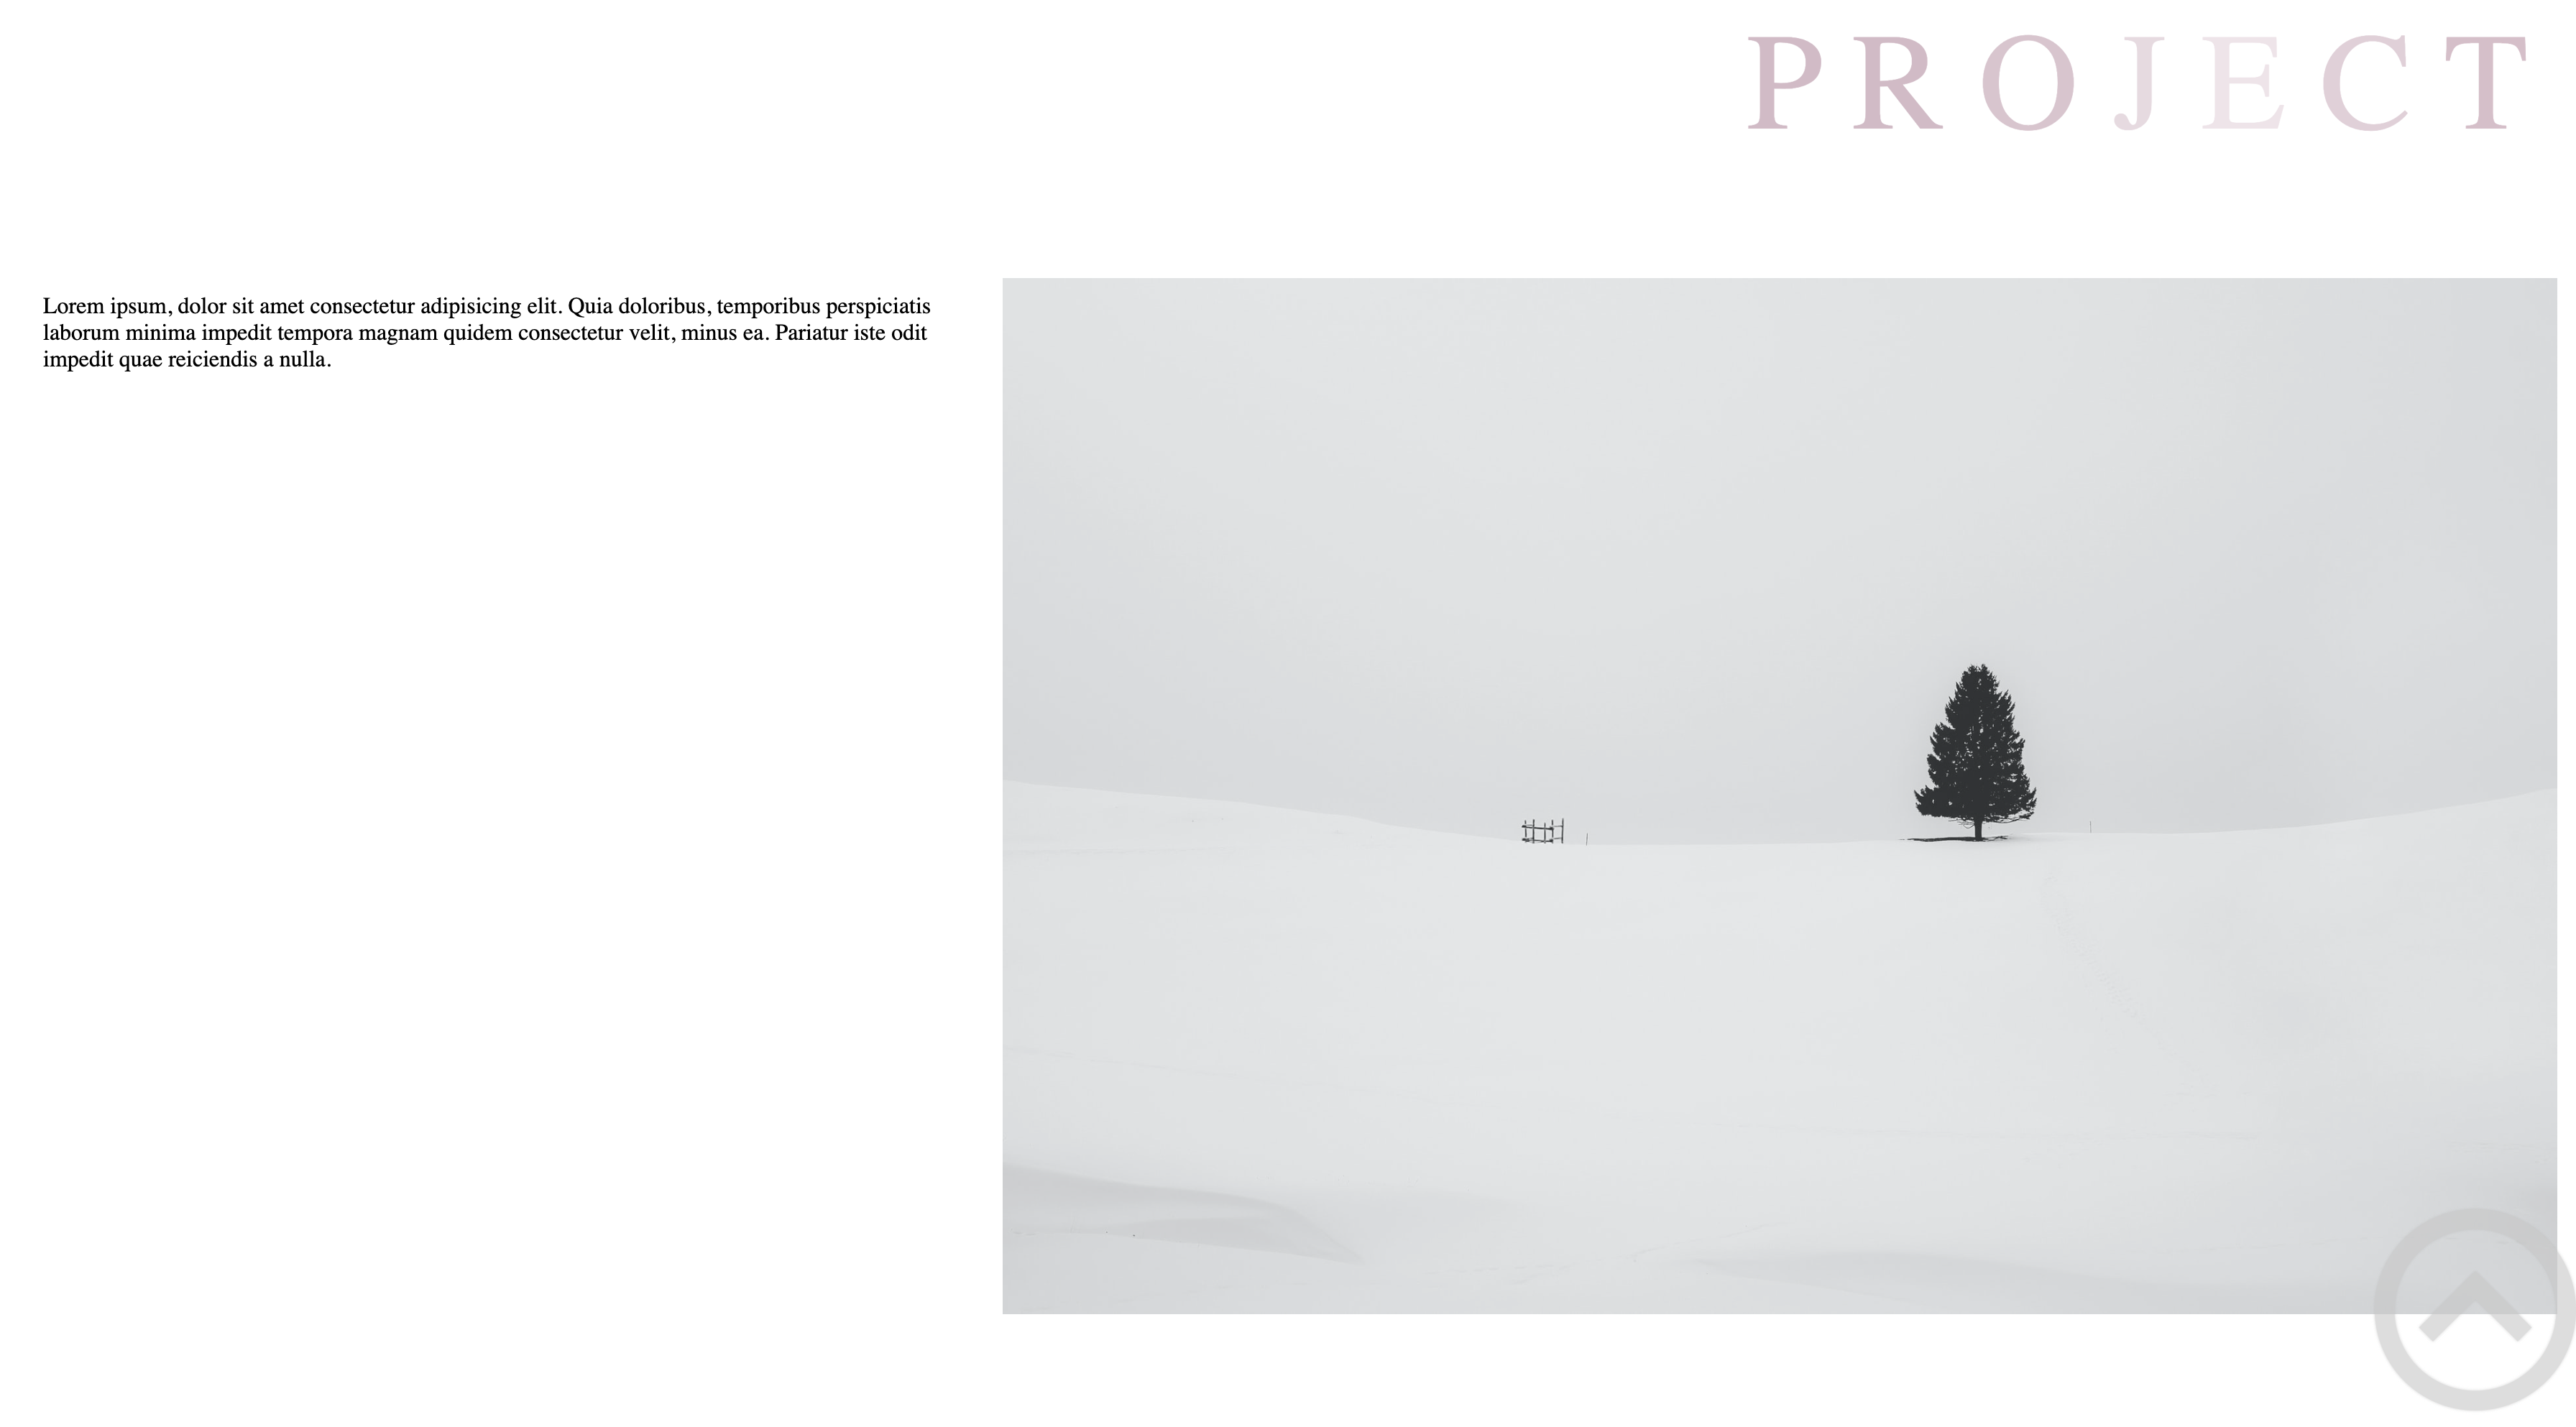 PROJECT
Lorem ipsum, dolor sit amet consectetur adipisicing elit. Quia doloribus, temporibus perspiciatis
laborum minima impedit tempora magnam quidem consectetur velit, minus ea. Pariatur iste odit
impedit quae reiciendis a nulla.